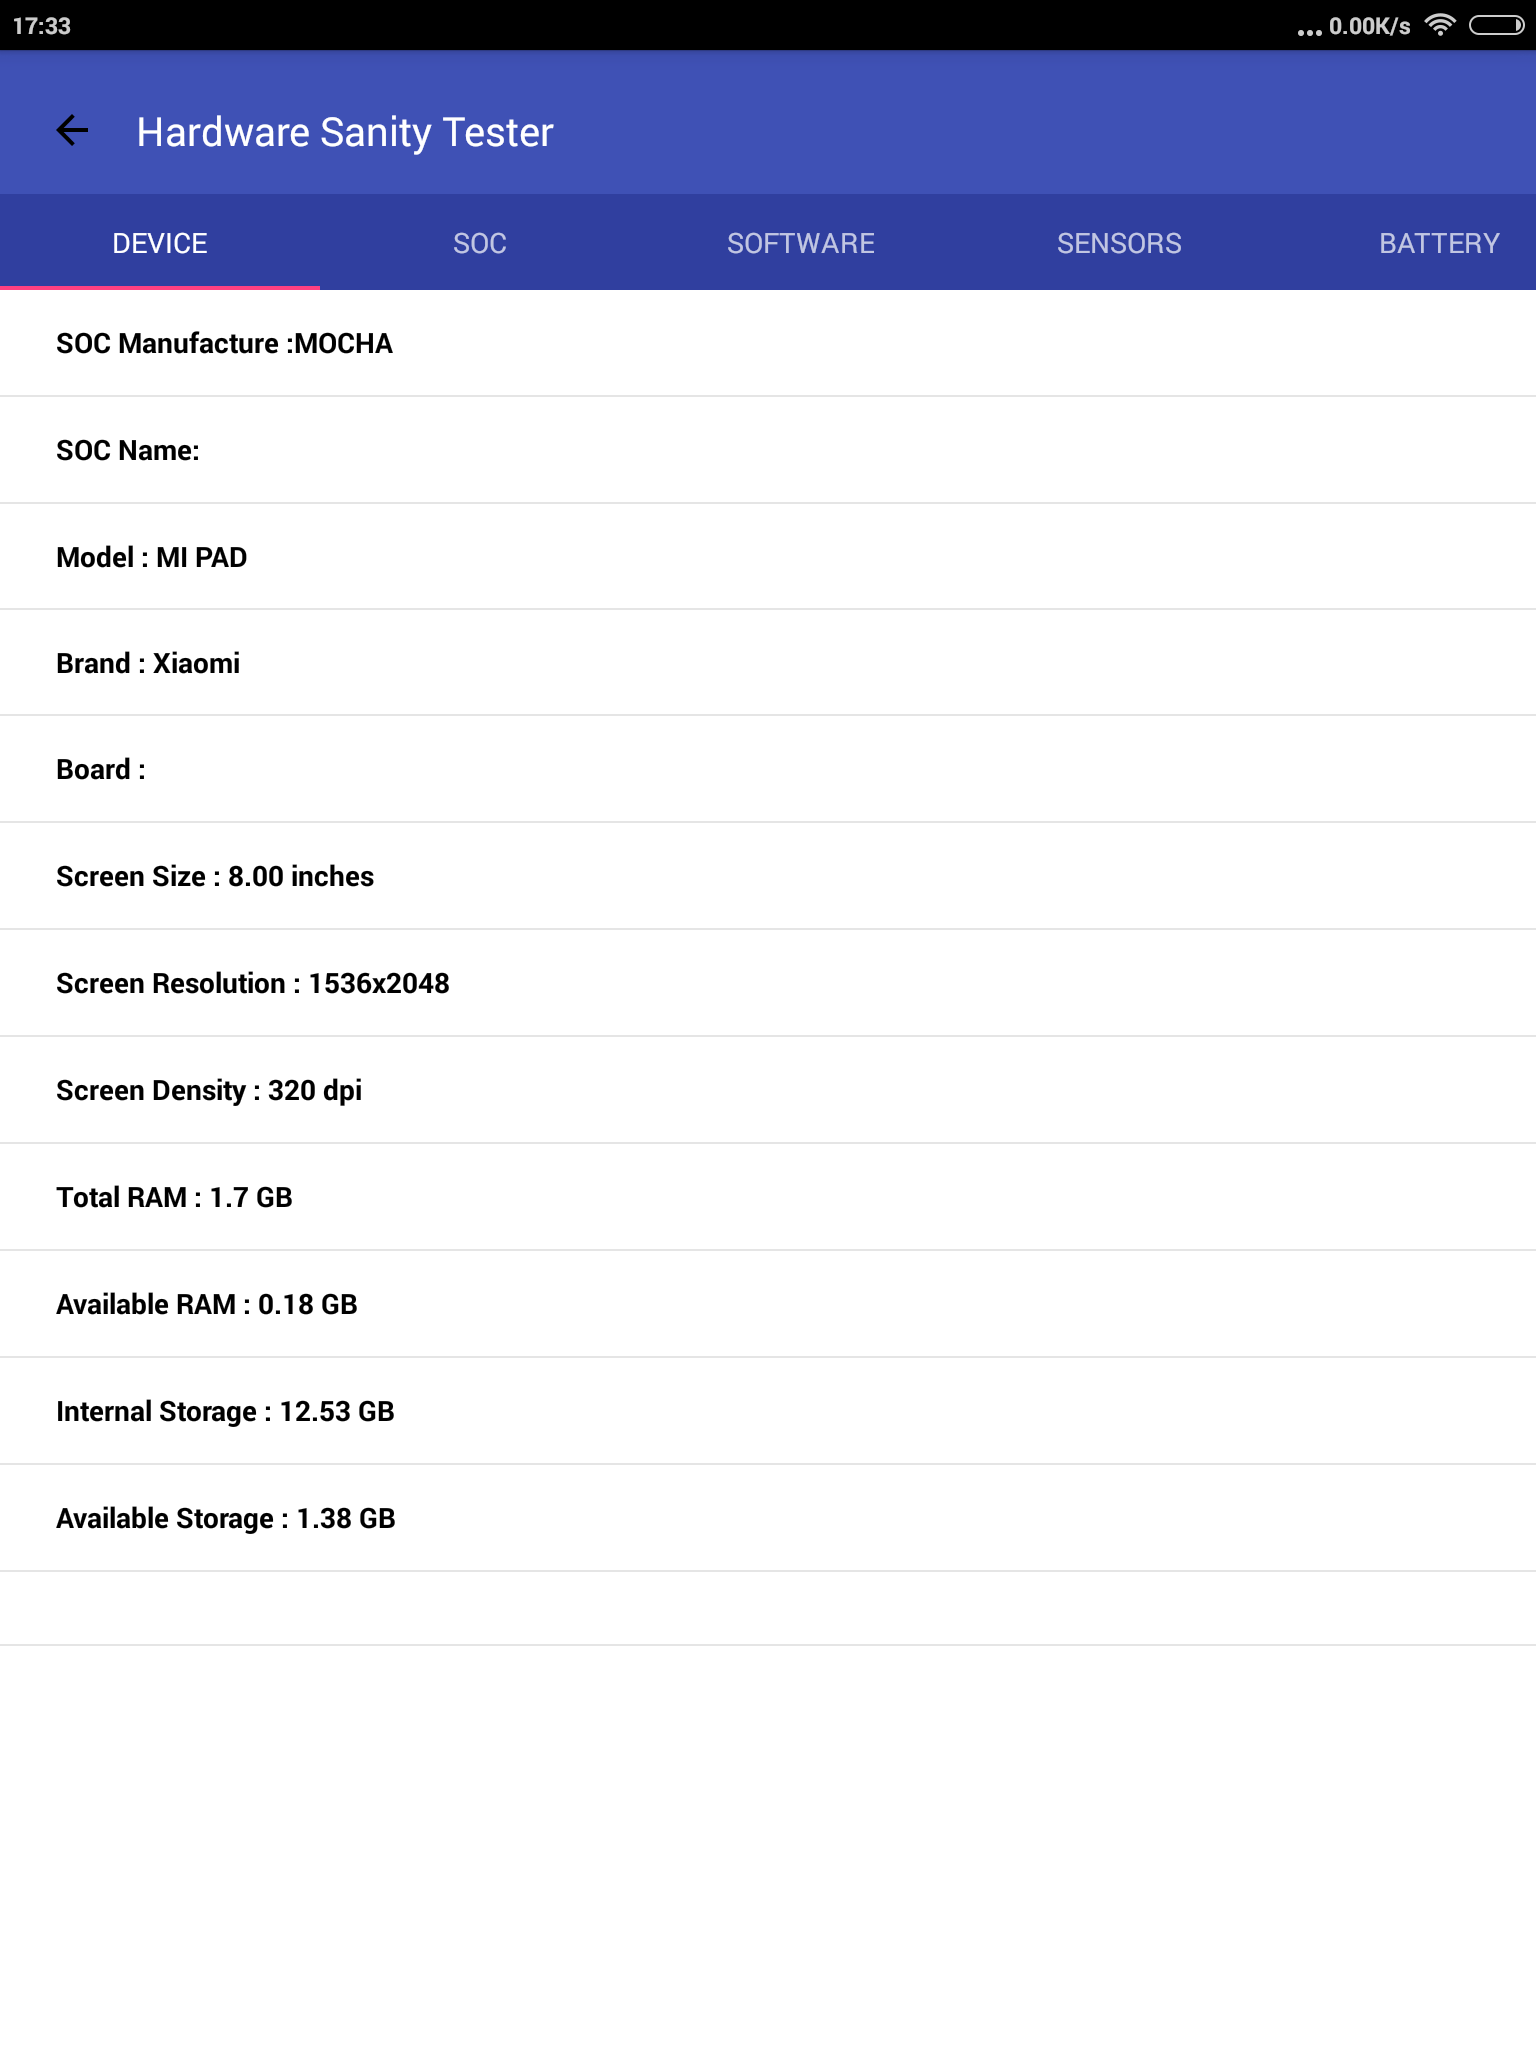 17:33 ... 0.00K/s
Hardware Sanity Tester
DEVICE SOC SOFTWARE SENSORS BATTERY
SOC Manufacture :MOCHA
SOC Name:
Model : MI PAD
Brand : Xiaomi
Board :
Screen Size : 8.00 inches
Screen Resolution : 1536x2048
Screen Density : 320 dpi
Total RAM : 1.7 GB
Available RAM : 0.18 GB
Internal Storage : 12.53 GB
Available Storage : 1.38 GB